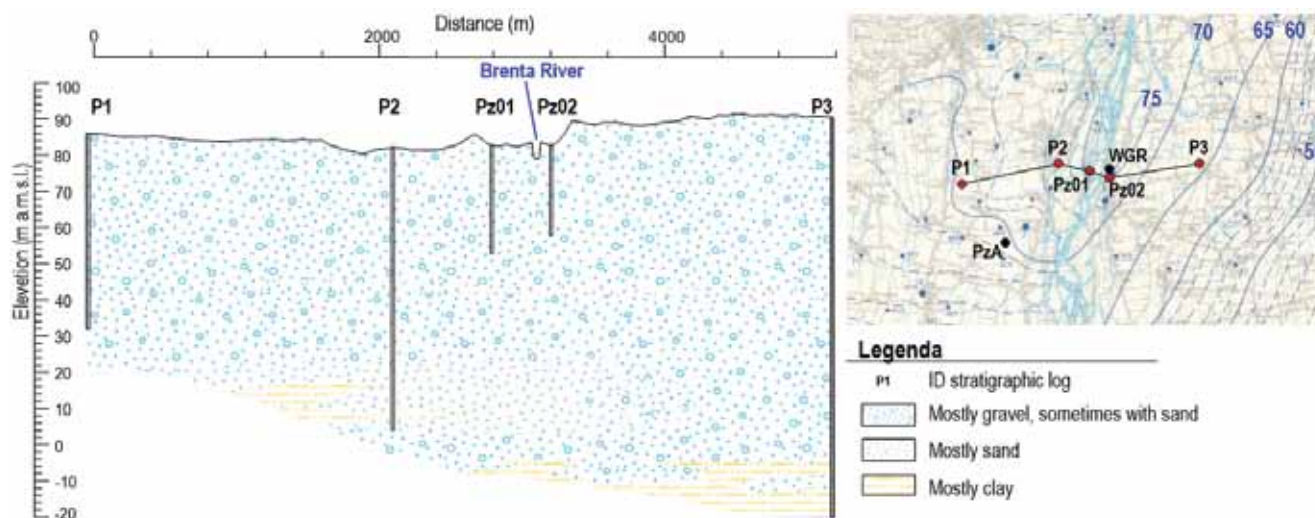 Distance (m)
0 2000 4000
Brenta River
P1 P2 Pz01 Pz02 P3
Elevetion (m a.m.s.l.)
100
90
80
70
60
50
40
30
20
10
0
-10
-20
70 65 60
75
5
P1 P2 WGR P3
Pz01 Pz02
PzA
Legenda
P1 ID stratigraphic log
Mostly gravel, sometimes with sand
Mostly sand
Mostly clay